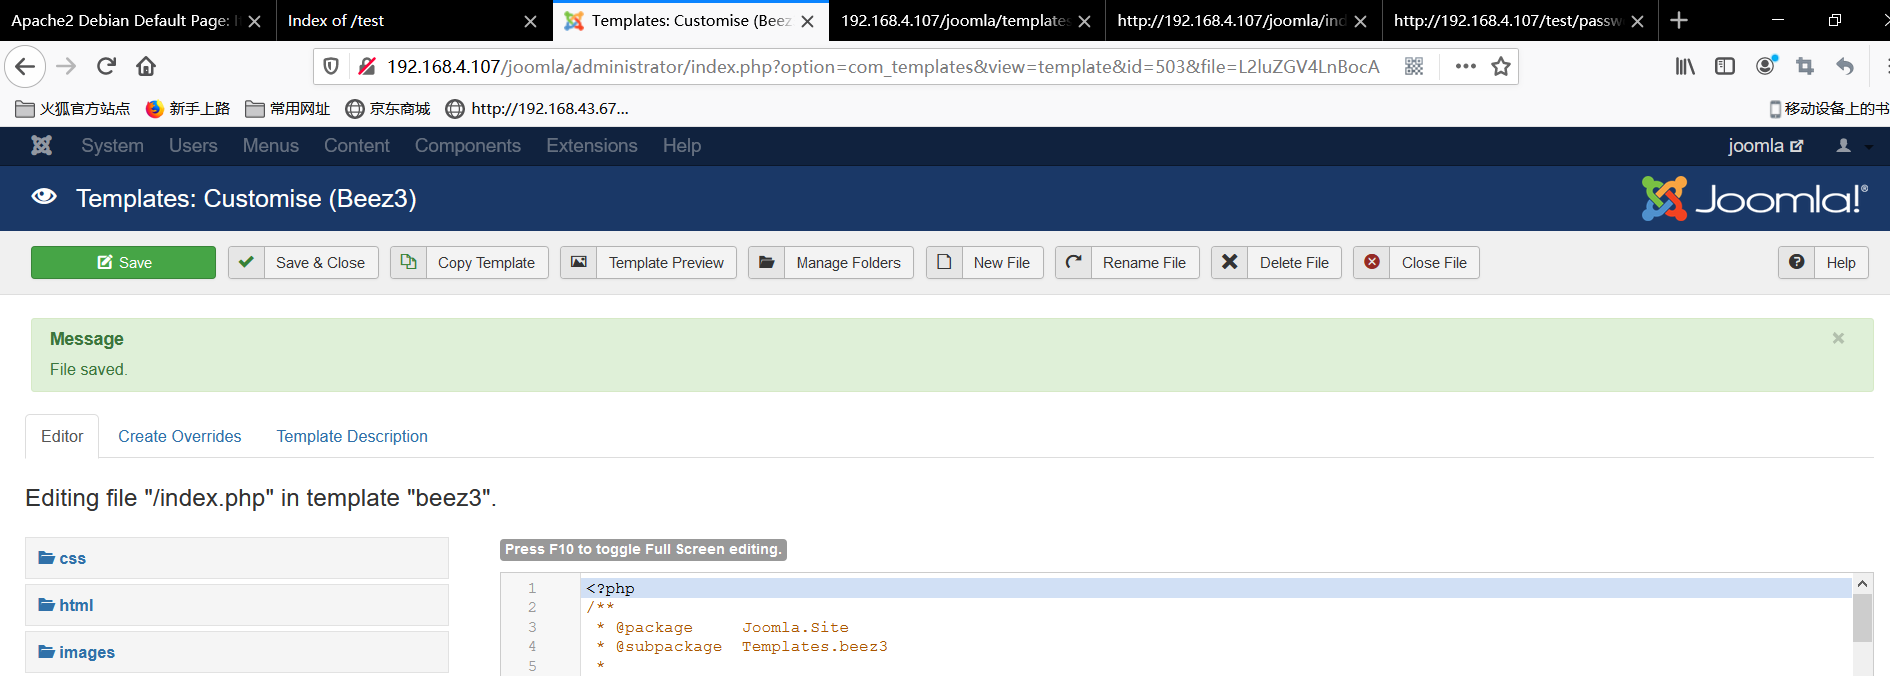 Apache2 Debian Default Page: I
Index of /test
Templates: Customise (Beez
192.168.4.107/joomla/templates
http://192.168.4.107/joomla/ind
http://192.168.4.107/test/passw
192.168.4.107/joomla/administrator/index.php?option=com_templates&view=template&id=503&file=L2luZGV4LnBocA
火狐官方站点
新手上路
常用网址
京东商城
http://192.168.43.67...
移动设备上的书
System Users Menus Content Components Extensions Help
joomla
Templates: Customise (Beez3)
Joomla!®
Save
Save & Close
Copy Template
Template Preview
Manage Folders
New File
Rename File
Delete File
Close File
Help
Message
File saved.
Editor
Create Overrides
Template Description
Editing file "/index.php" in template "beez3".
css
html
images
Press F10 to toggle Full Screen editing.
1 <?php
2 /**
3 * @package Joomla.Site
4 * @subpackage Templates.beez3
5 *